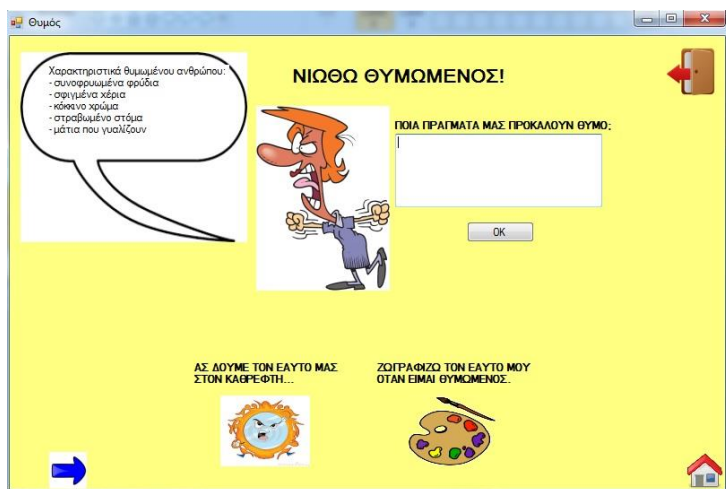 Θυμός
Χαρακτηριστικά θυμωμένου ανθρώπου:
- συνοφρυωμένα φρύδια
- σφιγμένα χέρια
- κόκκινο χρώμα
- στραβωμένο στόμα
- μάτια που γυαλίζουν
ΝΙΩΘΩ ΘΥΜΩΜΕΝΟΣ!
ΠΟΙΑ ΠΡΑΓΜΑΤΑ ΜΑΣ ΠΡΟΚΑΛΟΥΝ ΘΥΜΟ;
OK
ΑΣ ΔΟΥΜΕ ΤΟΝ ΕΑΥΤΟ ΜΑΣ
ΣΤΟΝ ΚΑΘΡΕΦΤΗ...
ΖΩΓΡΑΦΙΖΩ ΤΟΝ ΕΑΥΤΟ ΜΟΥ
ΟΤΑΝ ΕΙΜΑΙ ΘΥΜΩΜΕΝΟΣ.